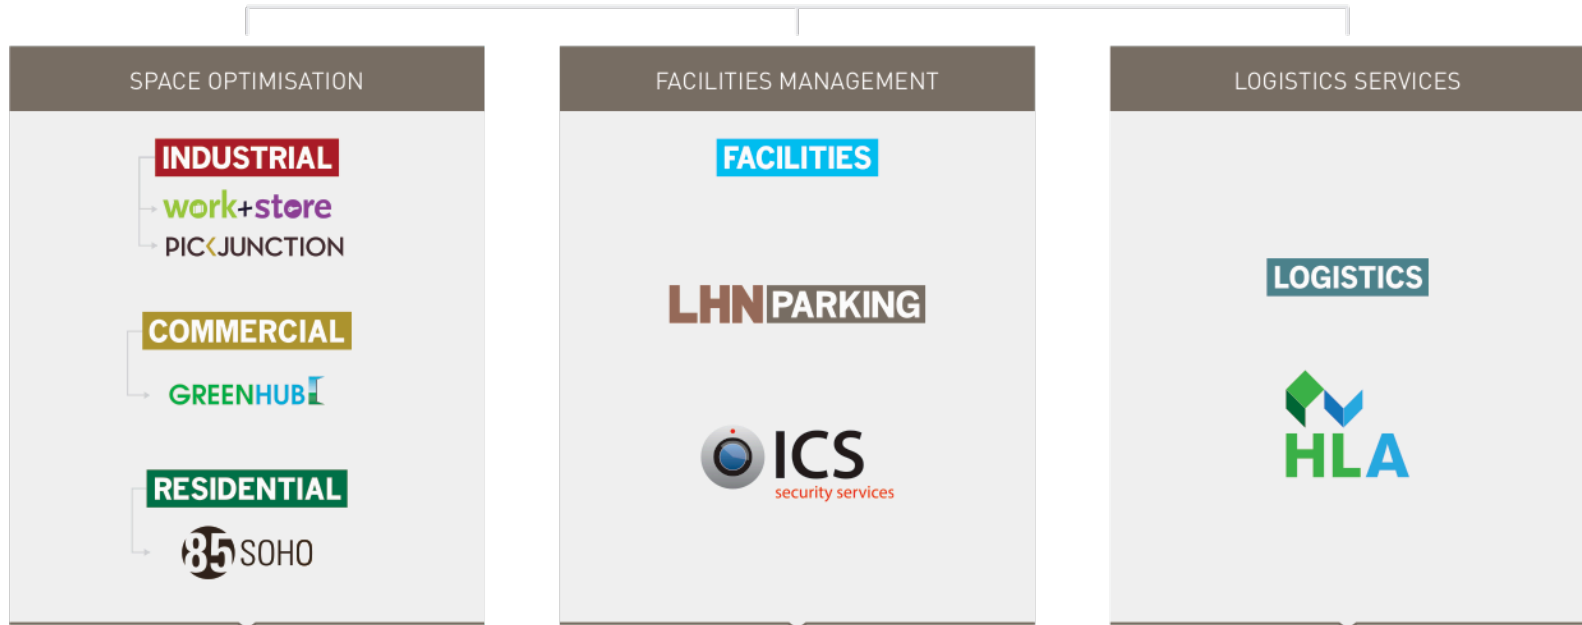 SPACE OPTIMISATION
INDUSTRIAL
work+store
PICKJUNCTION
COMMERCIAL
GREENHUB
RESIDENTIAL
85 SOHO
FACILITIES MANAGEMENT
FACILITIES
LHN PARKING
ICS
security services
LOGISTICS SERVICES
LOGISTICS
HLA